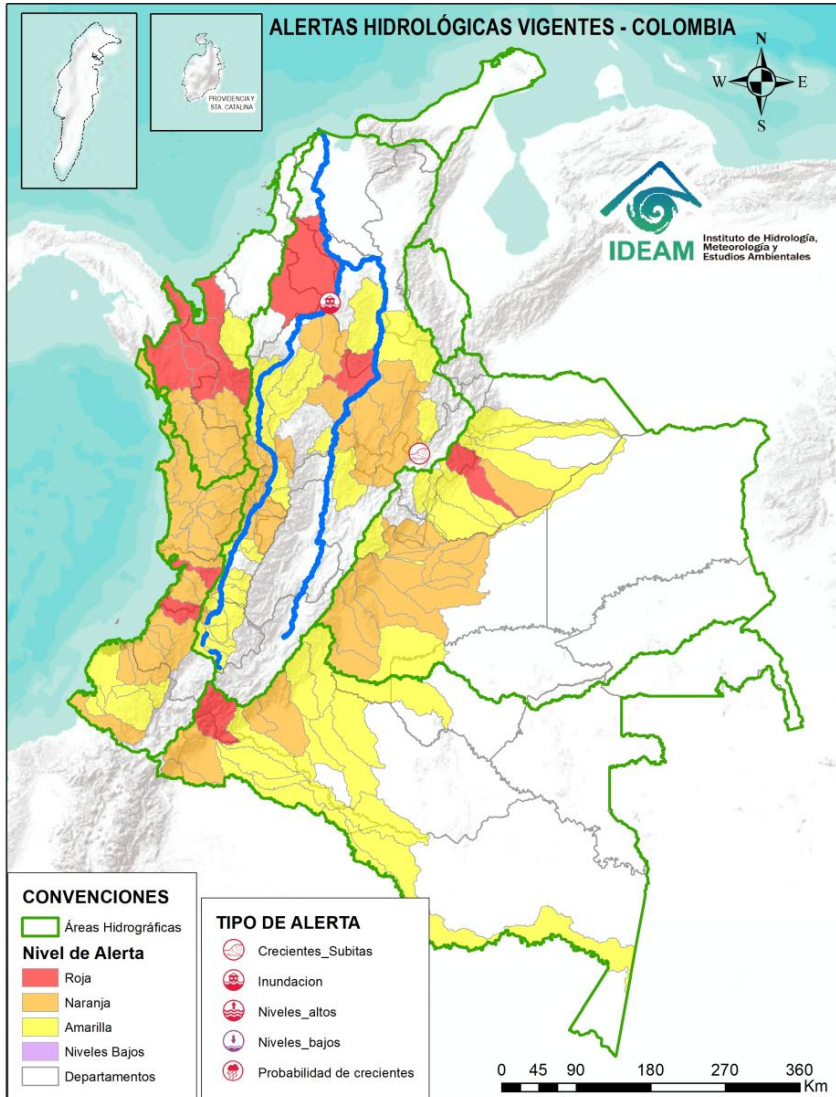 ALERTAS HIDROLÓGICAS VIGENTES - COLOMBIA
PROVIDENCIA Y
STA. CATALINA
N
W
E
S
IDEAM
Instituto de Hidrología,
Meteorología y
Estudios Ambientales
CONVENCIONES
Áreas Hidrográficas
Nivel de Alerta
Roja
Naranja
Amarilla
Niveles Bajos
Departamentos
TIPO DE ALERTA
Crecientes_Subitas
Inundacion
Niveles_altos
Niveles_bajos
Probabilidad de crecientes
0 45 90 180 270 360
Km